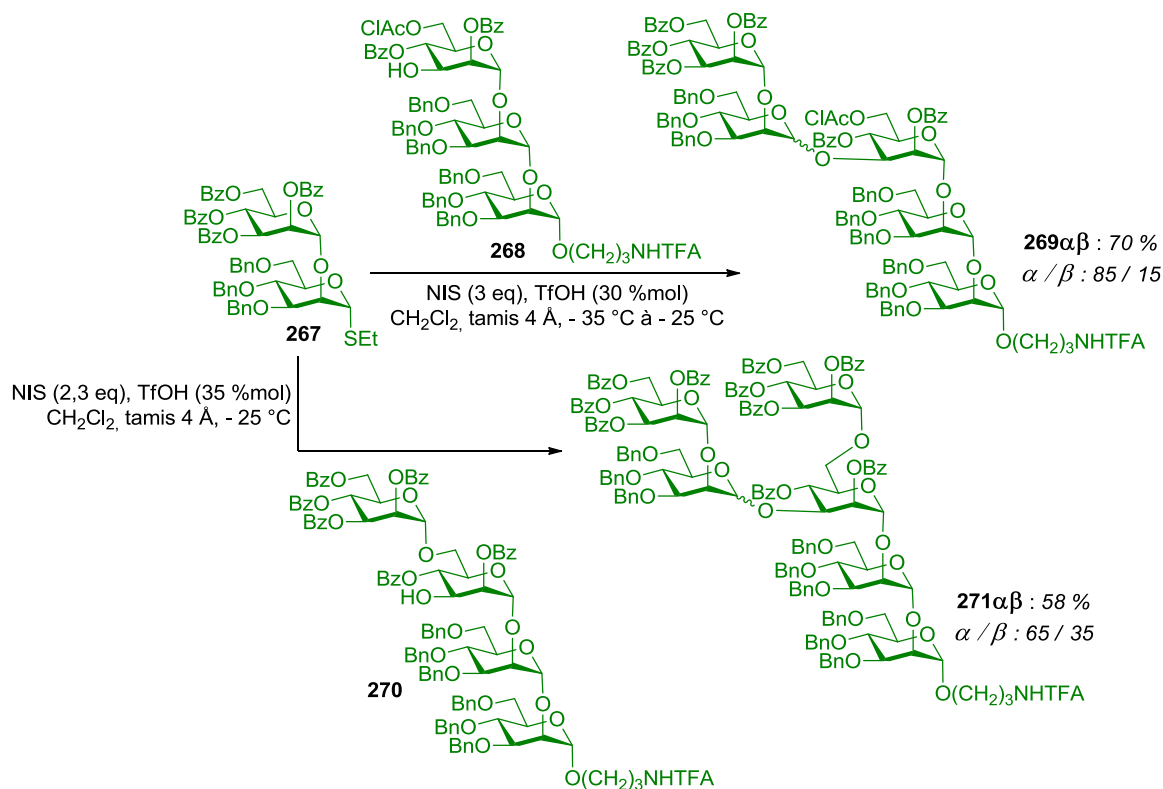 ClAcO
OBz
O
BzO
HO
O
BnO
O
BnO
BnO
O
BnO
O
BnO
BnO
O(CH2)3NHTFA
268
BzO
OBz
O
BzO
BzO
O
BnO
O
BnO
BnO
O
ClAcO
OBz
O
BzO
O
BnO
O
BnO
BnO
O
BnO
O
BnO
BnO
O(CH2)3NHTFA
269αβ : 70 %
α / β : 85 / 15
BzO
OBz
O
BzO
BzO
O
BnO
O
BnO
BnO
SEt
267
NIS (3 eq), TfOH (30 %mol)
CH2Cl2, tamis 4 Å, - 35 °C à - 25 °C
NIS (2,3 eq), TfOH (35 %mol)
CH2Cl2, tamis 4 Å, - 25 °C
BzO
OBz
O
BzO
BzO
O
OBz
O
BzO
HO
O
BnO
O
BnO
BnO
O
BnO
O
BnO
BnO
O(CH2)3NHTFA
270
BzO
OBz
O
BzO
BzO
O
BnO
O
BnO
BnO
O
BzO
OBz
O
BzO
BzO
O
OBz
O
BzO
O
BnO
O
BnO
BnO
O
BnO
O
BnO
BnO
O(CH2)3NHTFA
271αβ : 58 %
α / β : 65 / 35